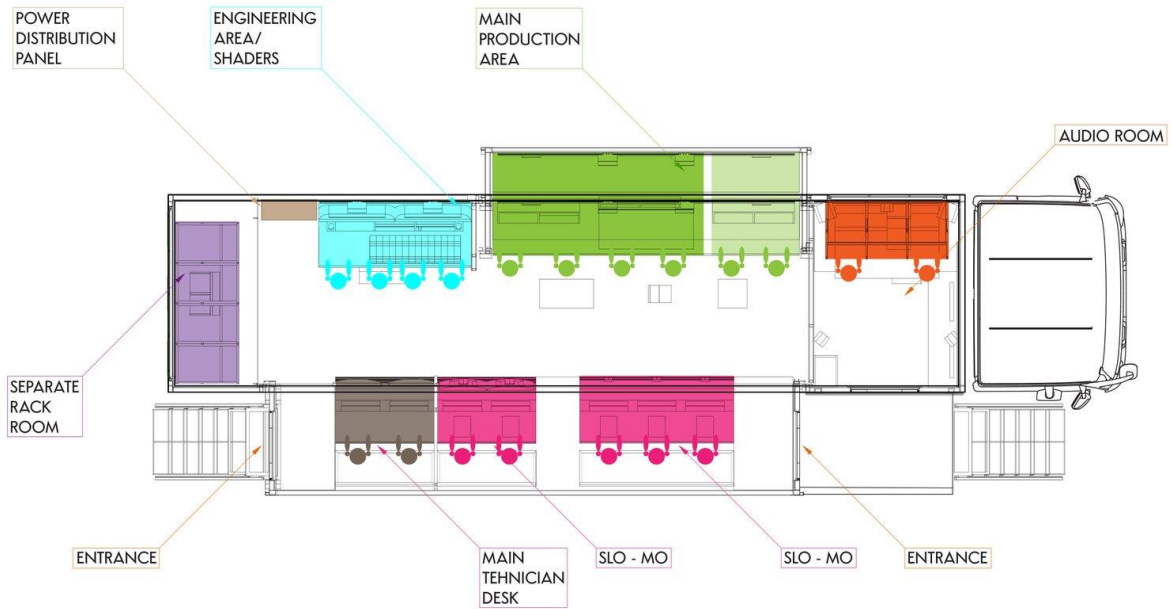 POWER
DISTRIBUTION
PANEL
ENGINEERING
AREA/
SHADERS
MAIN
PRODUCTION
AREA
AUDIO ROOM
SEPARATE
RACK
ROOM
ENTRANCE
MAIN
TEHNICIAN
DESK
SLO - MO
SLO - MO
ENTRANCE